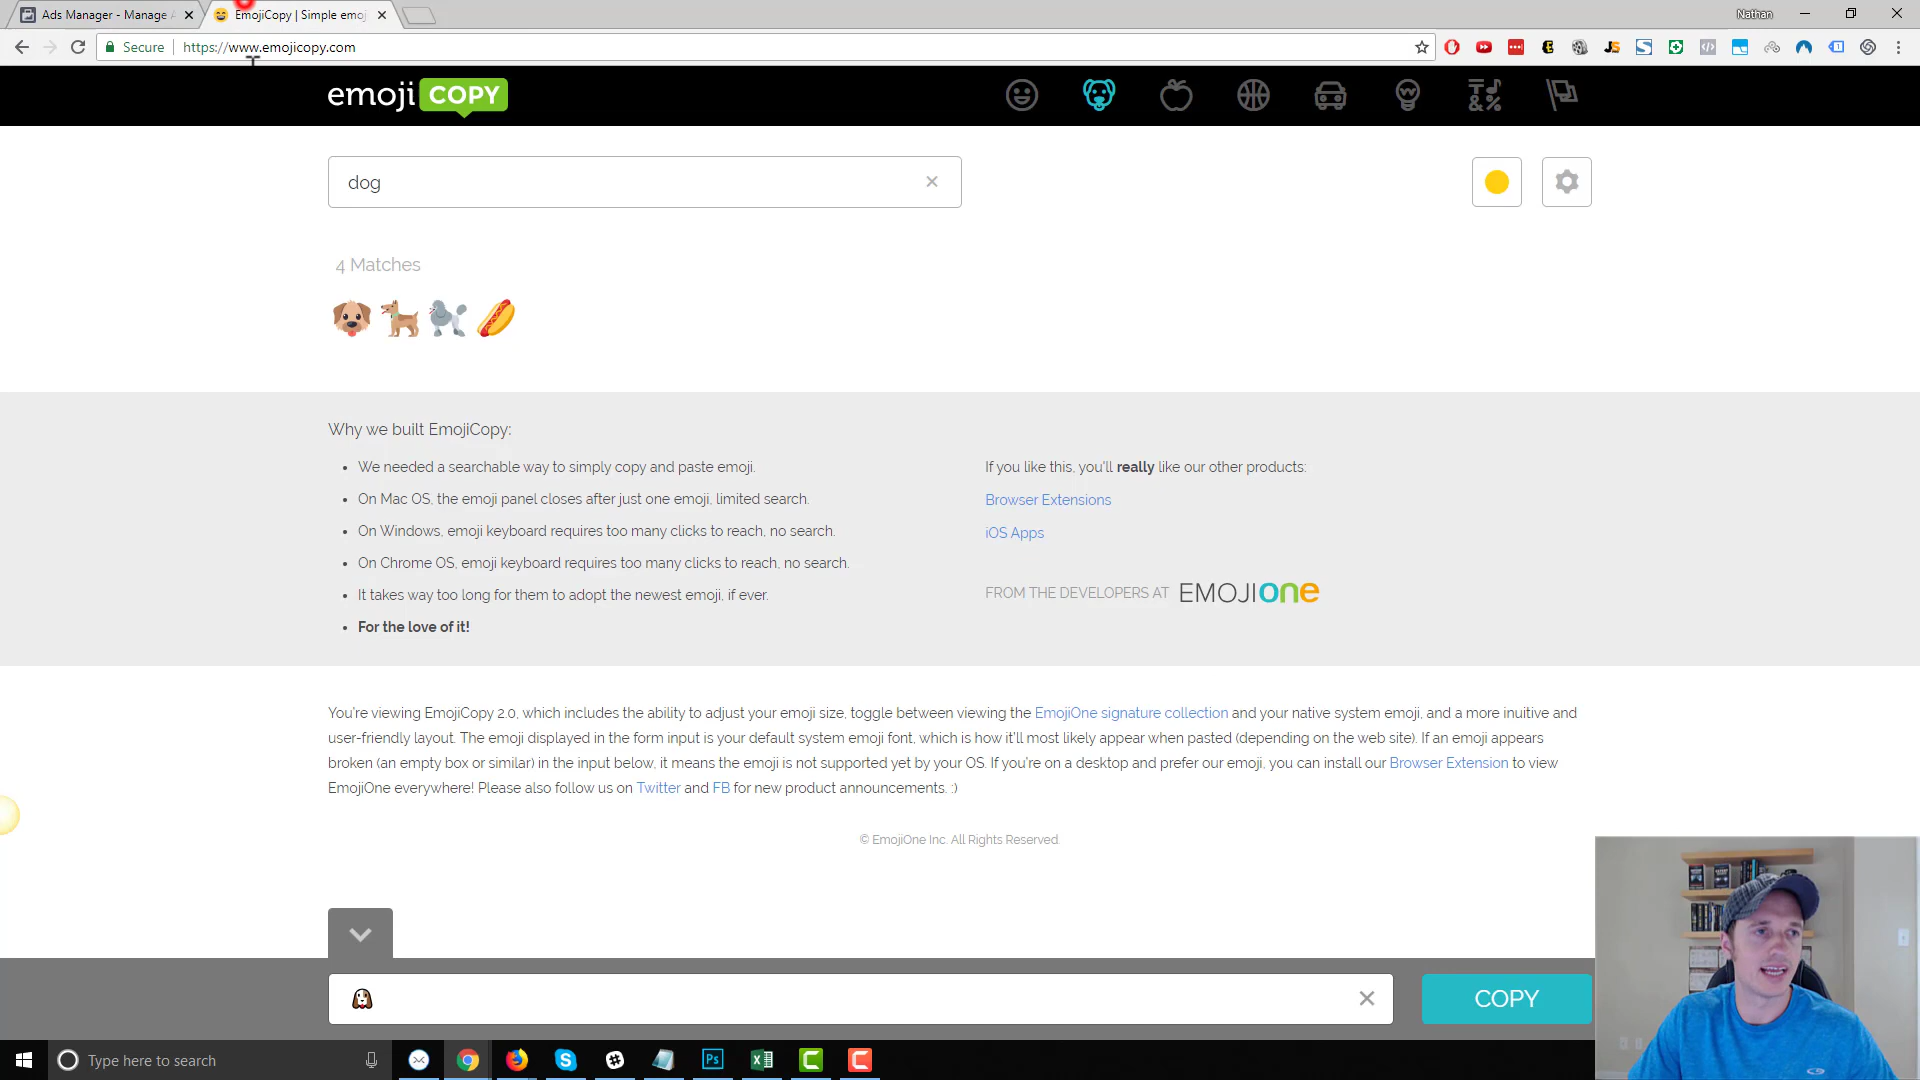 Ads Manager - Manage A
EmojiCopy | Simple emoj
Nathan
Secure
https://www.emojicopy.com
emoji COPY
dog
4 Matches
Why we built EmojiCopy:
We needed a searchable way to simply copy and paste emoji.
On Mac OS, the emoji panel closes after just one emoji, limited search.
On Windows, emoji keyboard requires too many clicks to reach, no search.
On Chrome OS, emoji keyboard requires too many clicks to reach, no search.
It takes way too long for them to adopt the newest emoji, if ever.
For the love of it!
If you like this, you'll really like our other products:
Browser Extensions
iOS Apps
FROM THE DEVELOPERS AT EMOJIone
You're viewing EmojiCopy 2.0, which includes the ability to adjust your emoji size, toggle between viewing the EmojiOne signature collection and your native system emoji, and a more inuitive and
user-friendly layout. The emoji displayed in the form input is your default system emoji font, which is how it'll most likely appear when pasted (depending on the web site). If an emoji appears
broken (an empty box or similar) in the input below, it means the emoji is not supported yet by your OS. If you're on a desktop and prefer our emoji, you can install our Browser Extension to view
EmojiOne everywhere! Please also follow us on Twitter and FB for new product announcements. :)
© EmojiOne Inc. All Rights Reserved.
COPY
Type here to search